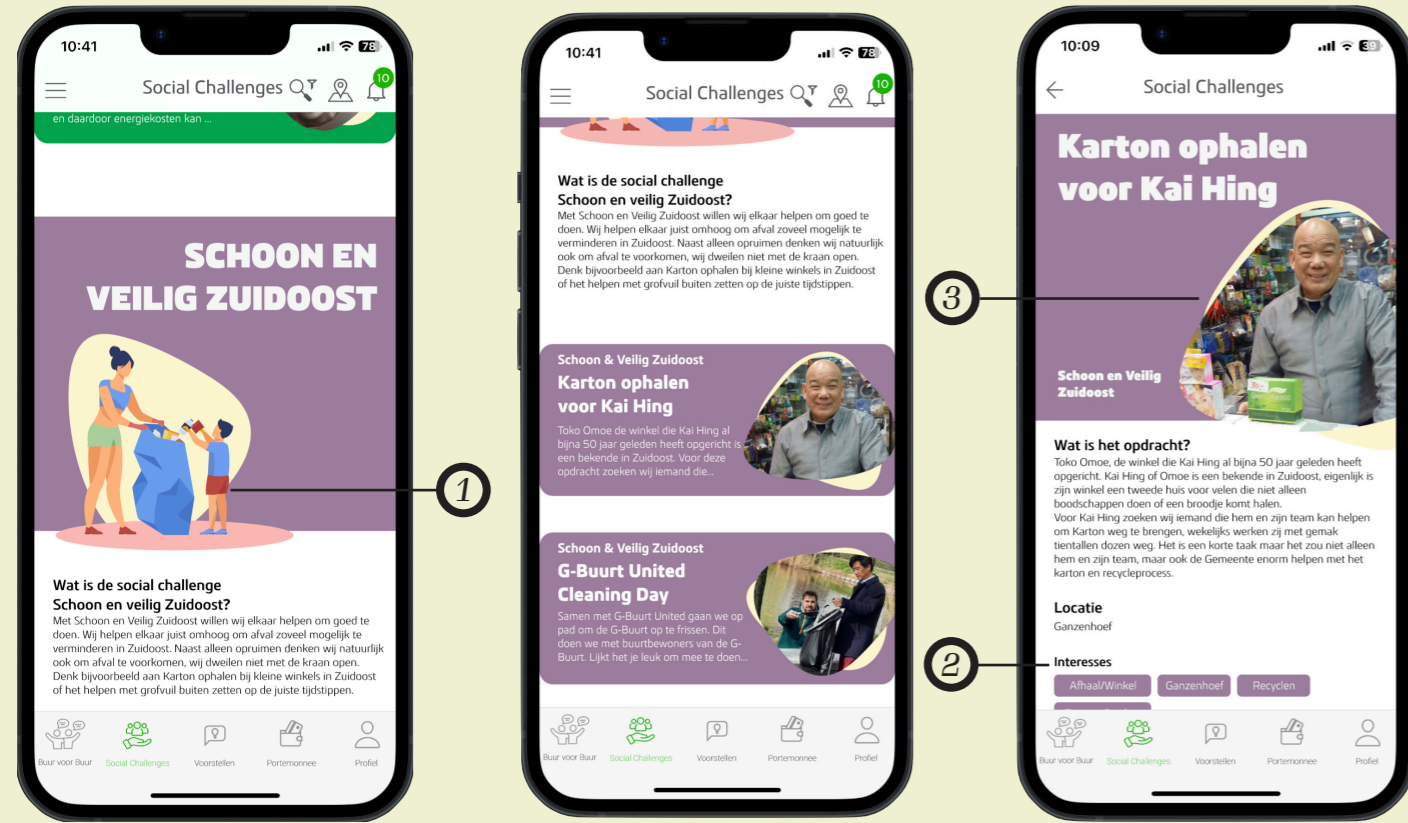 10:41
78
Social Challenges
10
en daardoor energiekosten kan ...
SCHOON EN
VEILIG ZUIDOOST
1
Wat is de social challenge
Schoon en veilig Zuidoost?
Met Schoon en Veilig Zuidoost willen wij elkaar helpen om goed te
doen. Wij helpen elkaar juist omhoog om afval zoveel mogelijk te
verminderen in Zuidoost. Naast alleen opruimen denken wij natuurlijk
ook om afval te voorkomen, wij dweilen niet met de kraan open.
Denk bijvoorbeeld aan Karton ophalen bij kleine winkels in Zuidoost
of het helpen met grofvuil buiten zetten op de juiste tijdstippen.
Buur voor Buur
Social Challenges
Voorstellen
Portemonnee
Profiel
10:41
78
Social Challenges
10
Wat is de social challenge
Schoon en veilig Zuidoost?
Met Schoon en Veilig Zuidoost willen wij elkaar helpen om goed te
doen. Wij helpen elkaar juist omhoog om afval zoveel mogelijk te
verminderen in Zuidoost. Naast alleen opruimen denken wij natuurlijk
ook om afval te voorkomen, wij dweilen niet met de kraan open.
Denk bijvoorbeeld aan Karton ophalen bij kleine winkels in Zuidoost
of het helpen met grofvuil buiten zetten op de juiste tijdstippen.
Schoon & Veilig Zuidoost
Karton ophalen
voor Kai Hing
Toko Omoe de winkel die Kai Hing al
bijna 50 jaar geleden heeft opgericht is
een bekende in Zuidoost. Voor deze
opdracht zoeken wij iemand die...
Schoon & Veilig Zuidoost
G-Buurt United
Cleaning Day
Samen met G-Buurt United gaan we op
pad om de G-Buurt op te frissen. Dit
doen we met buurtbewoners van de G-
Buurt. Lijkt het je leuk om mee te doen...
Buur voor Buur
Social Challenges
Voorstellen
Portemonnee
Profiel
10:09
39
Social Challenges
Karton ophalen
voor Kai Hing
3
Schoon en Veilig
Zuidoost
Wat is het opdracht?
Toko Omoe, de winkel die Kai Hing al bijna 50 jaar geleden heeft
opgericht. Kai Hing of Omoe is een bekende in Zuidoost, eigenlijk is
zijn winkel een tweede huis voor velen die niet alleen
boodschappen doen of een broodje komt halen.
Voor Kai Hing zoeken wij iemand die hem en zijn team kan helpen
om Karton weg te brengen, wekelijks werken zij met gemak
tientallen dozen weg. Het is een korte taak maar het zou niet alleen
hem en zijn team, maar ook de Gemeente enorm helpen met het
karton en recycleprocess.
Locatie
Ganzenhoef
2
Interesses
Afhaal/Winkel
Ganzenhoef
Recyclen
Buur voor Buur
Social Challenges
Voorstellen
Portemonnee
Profiel